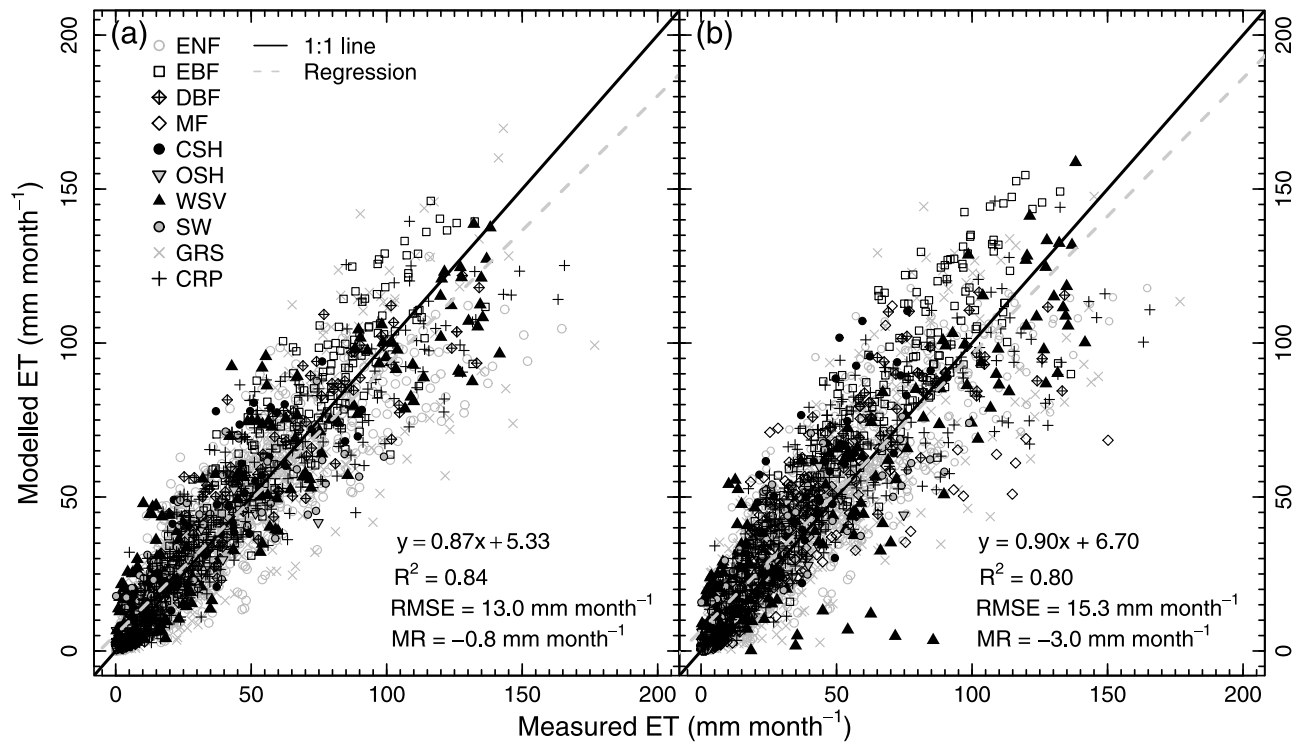 (a)
ENF
EBF
DBF
MF
CSH
OSH
WSV
SW
GRS
CRP
1:1 line
Regression
y = 0.87x + 5.33
R² = 0.84
RMSE = 13.0 mm month⁻¹
MR = −0.8 mm month⁻¹
(b)
y = 0.90x + 6.70
R² = 0.80
RMSE = 15.3 mm month⁻¹
MR = −3.0 mm month⁻¹
0 50 100 150 200
0 50 100 150 200
0 50 100 150 200
0 50 100 150 200
Modelled ET (mm month⁻¹)
Measured ET (mm month⁻¹)